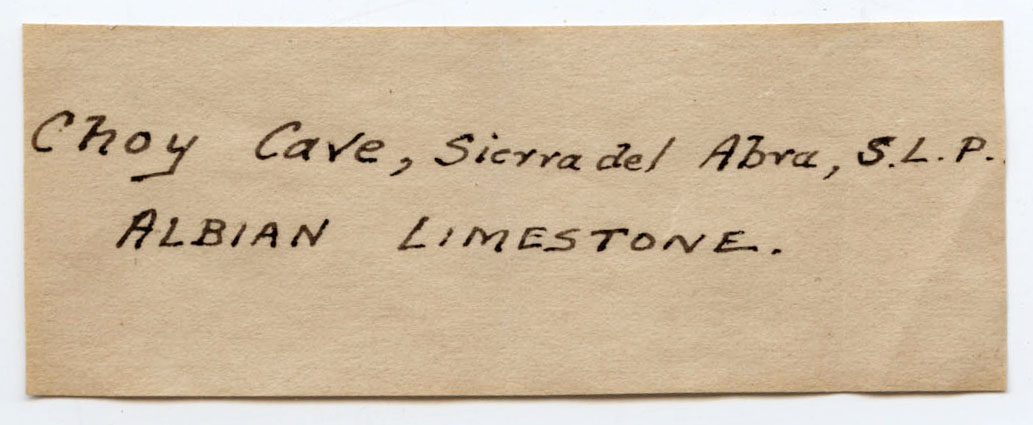 Choy Cave, Sierra del Abra, S.L.P.
ALBIAN LIMESTONE.